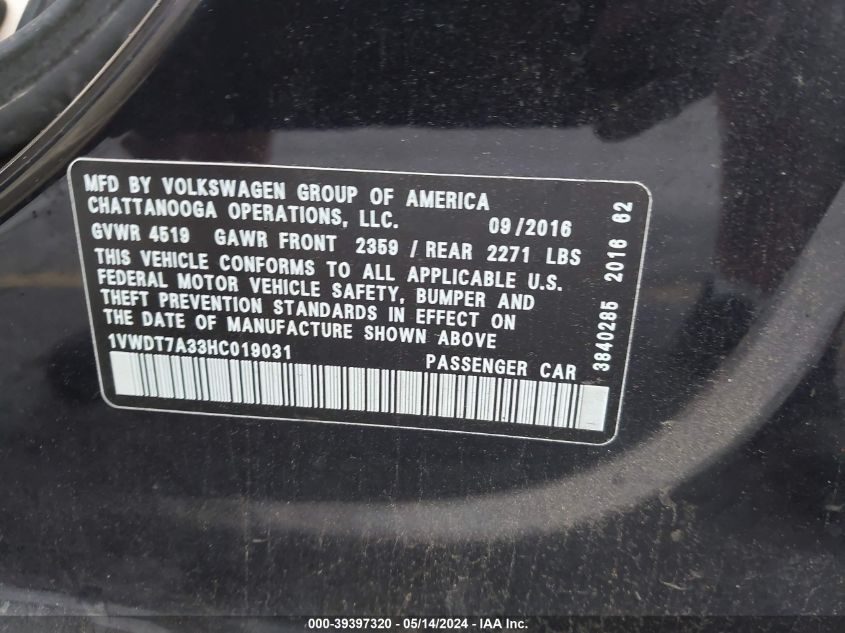 MFD BY VOLKSWAGEN GROUP OF AMERICA
CHATTANOOGA OPERATIONS, LLC. 09/2016
GVWR 4519 GAWR FRONT 2359 / REAR 2271 LBS
THIS VEHICLE CONFORMS TO ALL APPLICABLE U.S.
FEDERAL MOTOR VEHICLE SAFETY, BUMPER AND
THEFT PREVENTION STANDARDS IN EFFECT ON
THE DATE OF MANUFACTURE SHOWN ABOVE
1VWDT7A33HC019031 PASSENGER CAR
3840285 2016 62
000-39397320 - 05/14/2024 - IAA Inc.